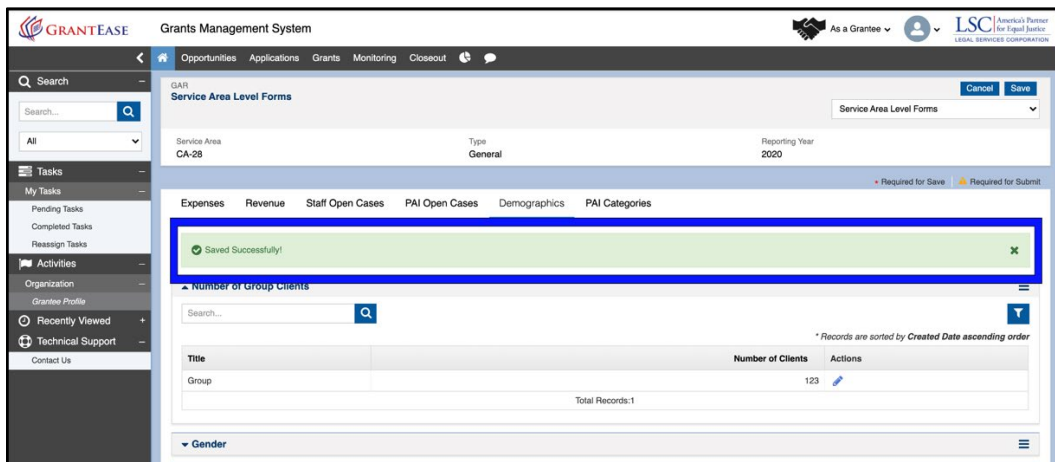 GRANTEASE
Grants Management System
As a Grantee
LSC America's Partner for Equal Justice
LEGAL SERVICES CORPORATION
Opportunities Applications Grants Monitoring Closeout
Search
Search...
All
Tasks
My Tasks
Pending Tasks
Completed Tasks
Reassign Tasks
Activities
Organization
Grantee Profile
Recently Viewed
Technical Support
Contact Us
GAR
Service Area Level Forms
Cancel Save
Service Area Level Forms
Service Area Type Reporting Year
CA-28 General 2020
• Required for Save Required for Submit
Expenses Revenue Staff Open Cases PAI Open Cases Demographics PAI Categories
Saved Successfully!
Number of Group Clients
Search...
* Records are sorted by Created Date ascending order
Title Number of Clients Actions
Group 123
Total Records:1
Gender